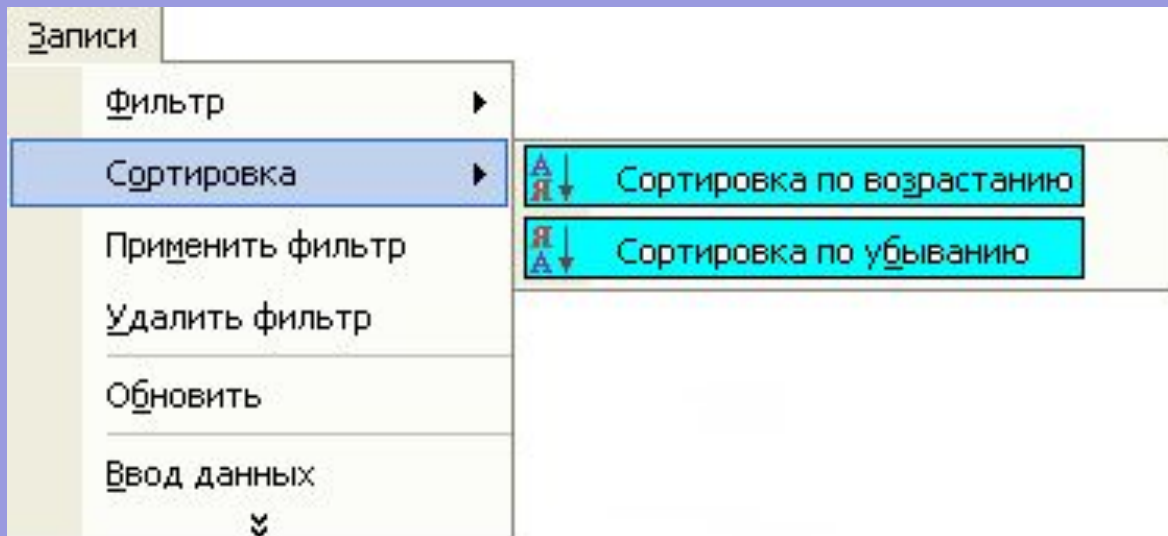 Записи
Фильтр
Сортировка
А
Я
Сортировка по возрастанию
Я
А
Сортировка по убыванию
Применить фильтр
Удалить фильтр
Обновить
Ввод данных